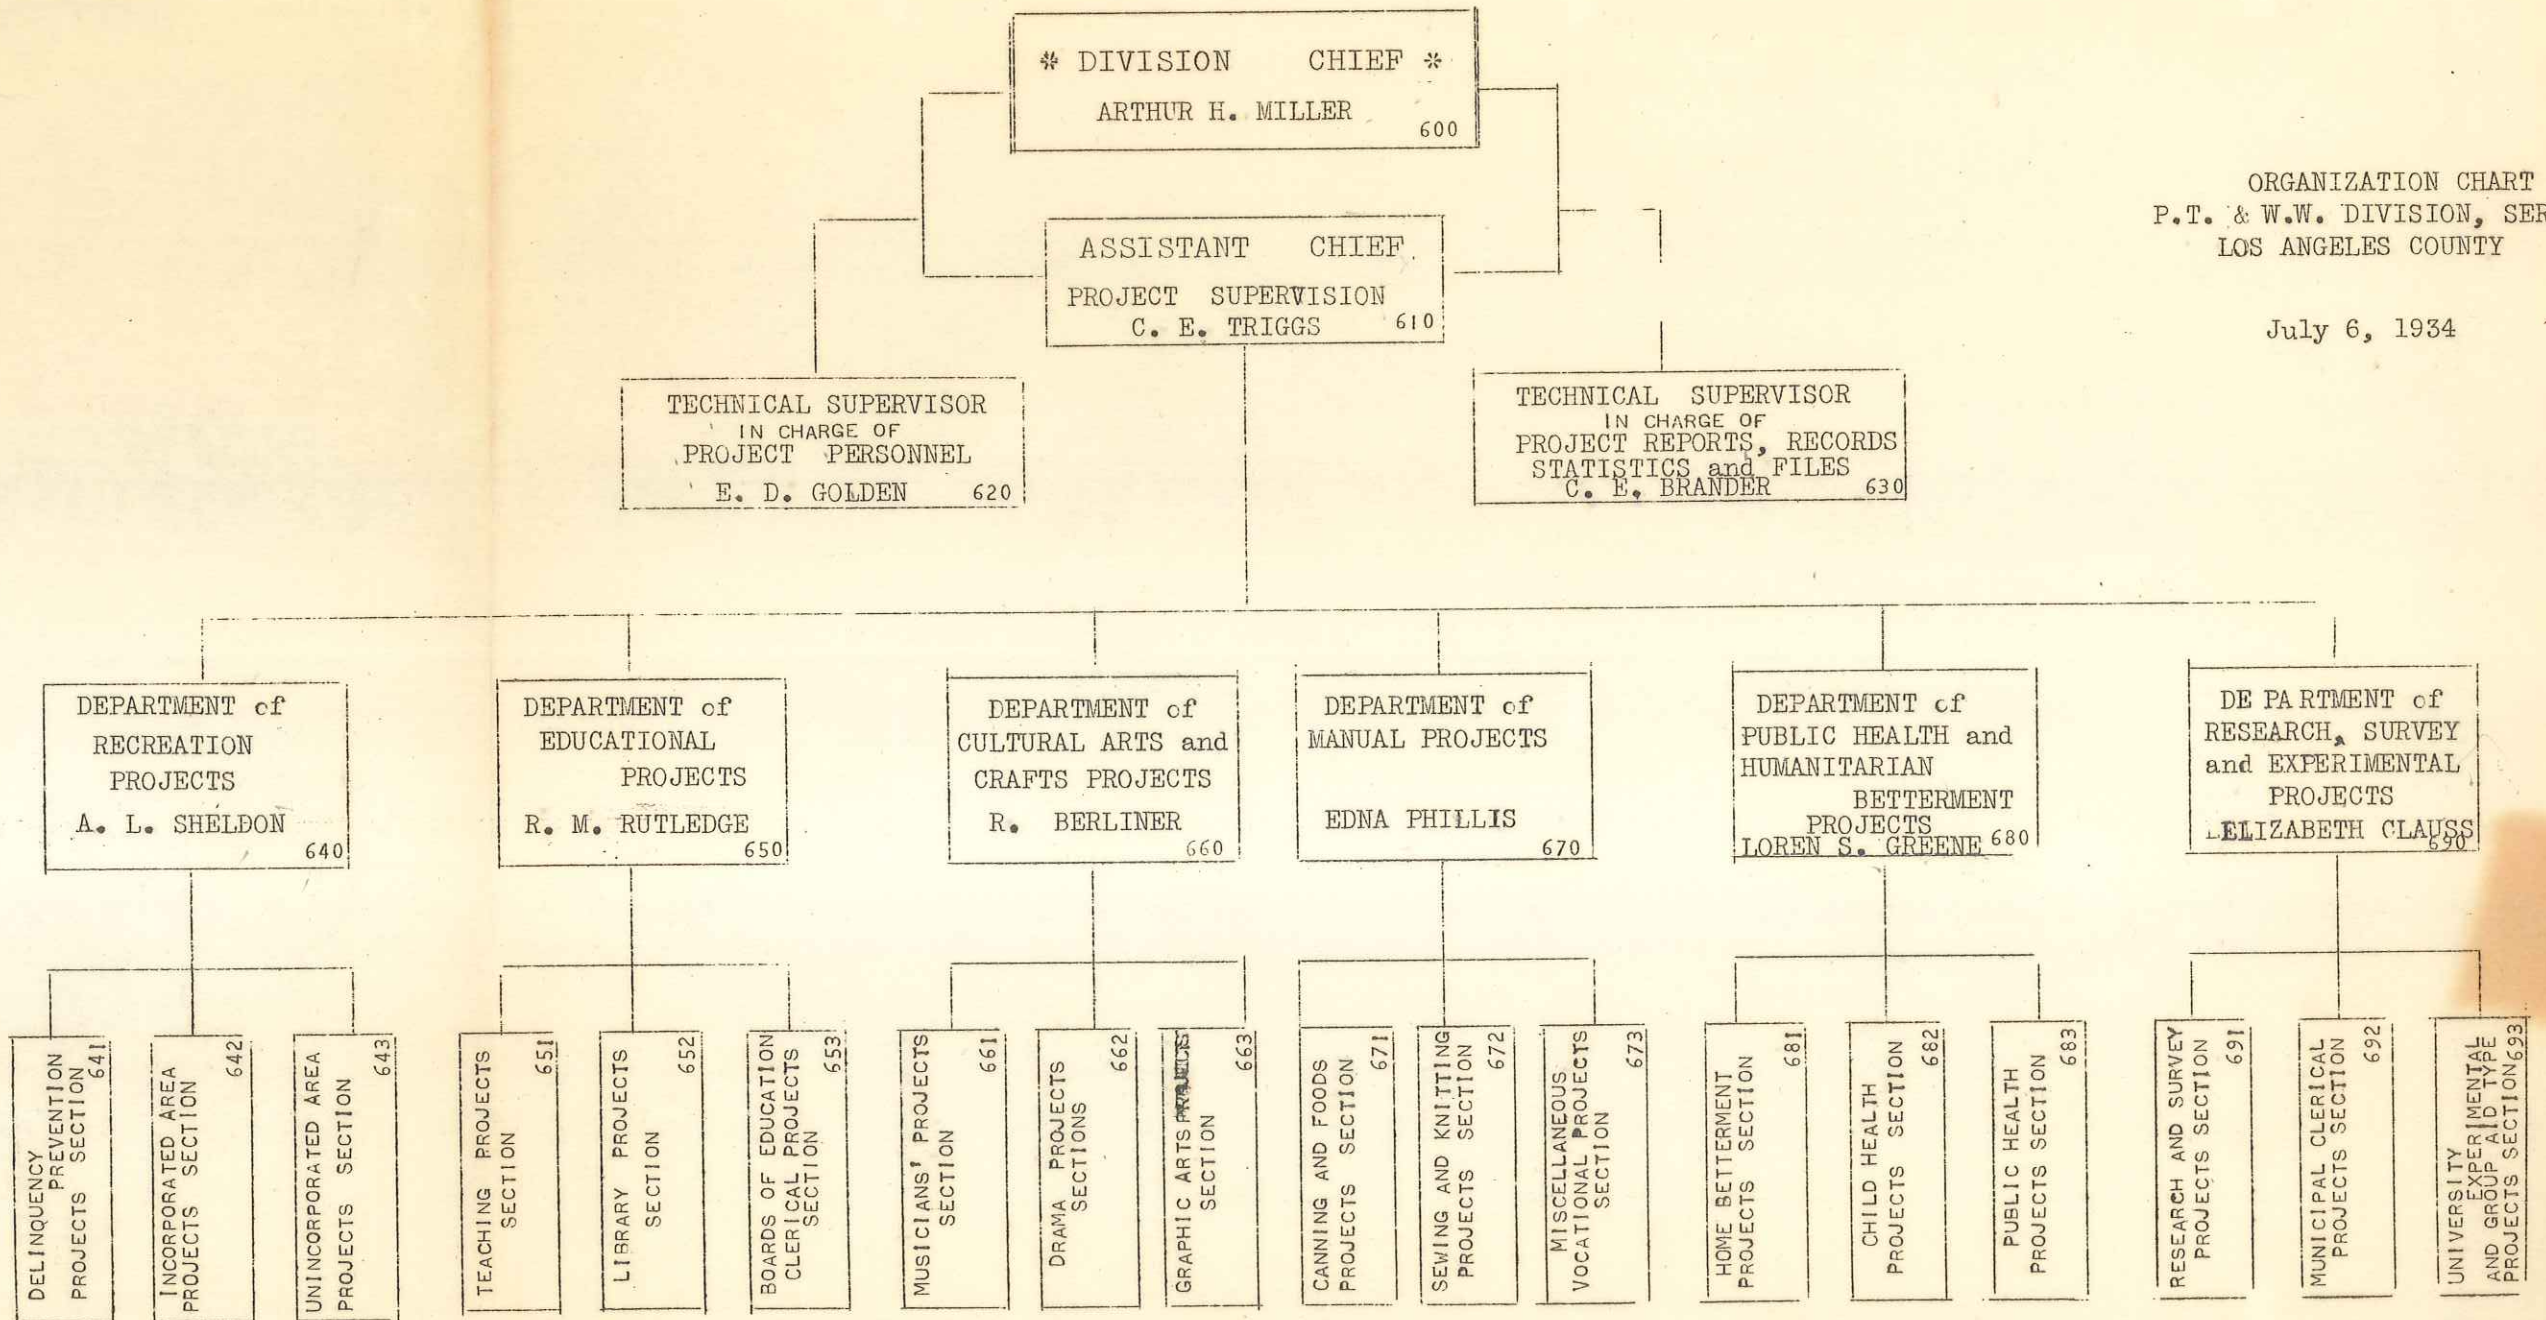 * DIVISION CHIEF *
ARTHUR H. MILLER
600
ORGANIZATION CHART
P.T. & W.W. DIVISION, SER
LOS ANGELES COUNTY
July 6, 1934
ASSISTANT CHIEF
PROJECT SUPERVISION
C. E. TRIGGS 610
TECHNICAL SUPERVISOR
IN CHARGE OF
PROJECT PERSONNEL
E. D. GOLDEN 620
TECHNICAL SUPERVISOR
IN CHARGE OF
PROJECT REPORTS, RECORDS
STATISTICS and FILES
C. E. BRANDER 630
DEPARTMENT of
RECREATION
PROJECTS
A. L. SHELDON
640
DEPARTMENT of
EDUCATIONAL
PROJECTS
R. M. RUTLEDGE
650
DEPARTMENT of
CULTURAL ARTS and
CRAFTS PROJECTS
R. BERLINER
660
DEPARTMENT of
MANUAL PROJECTS
EDNA PHILLIS
670
DEPARTMENT of
PUBLIC HEALTH and
HUMANITARIAN
BETTERMENT
PROJECTS
LOREN S. GREENE 680
DE PA RTMENT of
RESEARCH, SURVEY
and EXPERIMENTAL
PROJECTS
ELIZABETH CLAUSS
690
DELINQUENCY
PREVENTION
PROJECTS SECTION
641
INCORPORATED AREA
PROJECTS SECTION
642
UNINCORPORATED AREA
PROJECTS SECTION
643
TEACHING PROJECTS
SECTION
651
LIBRARY PROJECTS
SECTION
652
BOARDS OF EDUCATION
CLERICAL PROJECTS
SECTION
653
MUSICIANS' PROJECTS
SECTION
661
DRAMA PROJECTS
SECTIONS
662
GRAPHIC ARTS PROJECTS
SECTION
663
CANNING AND FOODS
PROJECTS SECTION
671
SEWING AND KNITTING
PROJECTS SECTION
672
MISCELLANEOUS
VOCATIONAL PROJECTS
SECTION
673
HOME BETTERMENT
PROJECTS SECTION
681
CHILD HEALTH
PROJECTS SECTION
682
PUBLIC HEALTH
PROJECTS SECTION
683
RESEARCH AND SURVEY
PROJECTS SECTION
691
MUNICIPAL CLERICAL
PROJECTS SECTION
692
UNIVERSITY
EXPERIMENTAL
AND GROUP AID TYPE
PROJECTS SECTION 693